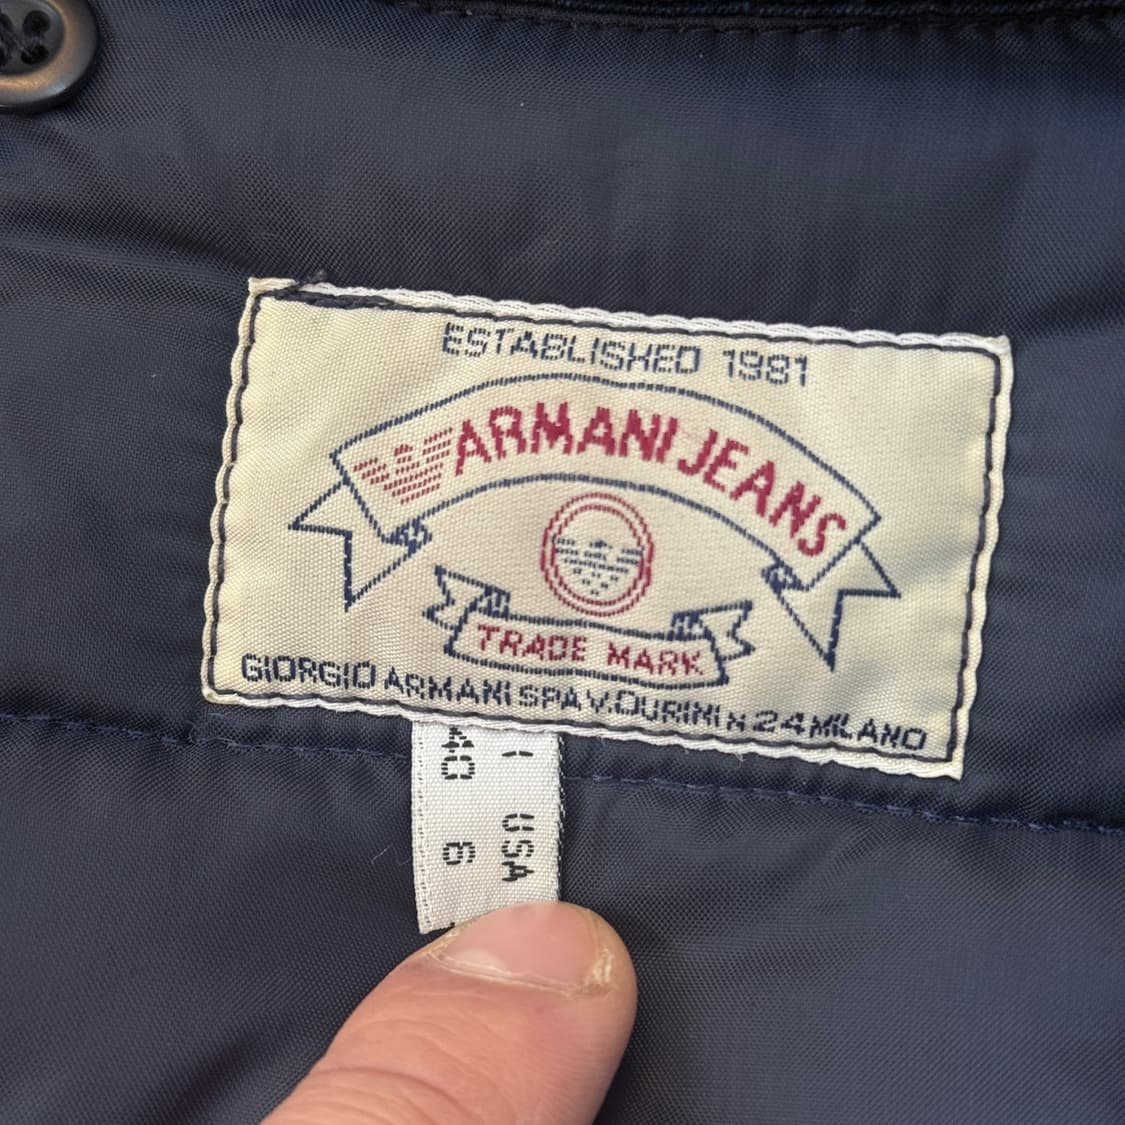 ESTABLISHED 1981
ARMANI JEANS
TRADE MARK
GIORGIO ARMANI SPA V.DURINI N 24 MILANO
I USA
40 6